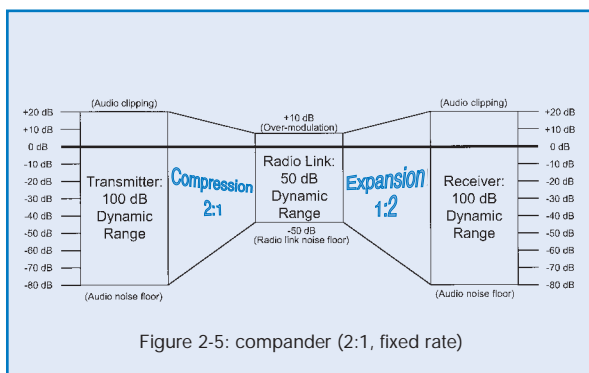 (Audio clipping)
(Audio clipping)
+20 dB
+10 dB
0 dB
-10 dB
-20 dB
-30 dB
-40 dB
-50 dB
-60 dB
-70 dB
-80 dB
Transmitter:
100 dB
Dynamic
Range
(Audio noise floor)
Compression
2:1
+10 dB
(Over-modulation)
Radio Link:
50 dB
Dynamic
Range
-50 dB
(Radio link noise floor)
Expansion
1:2
Receiver:
100 dB
Dynamic
Range
(Audio noise floor)
+20 dB
+10 dB
0 dB
-10 dB
-20 dB
-30 dB
-40 dB
-50 dB
-60 dB
-70 dB
-80 dB
Figure 2-5: compander (2:1, fixed rate)